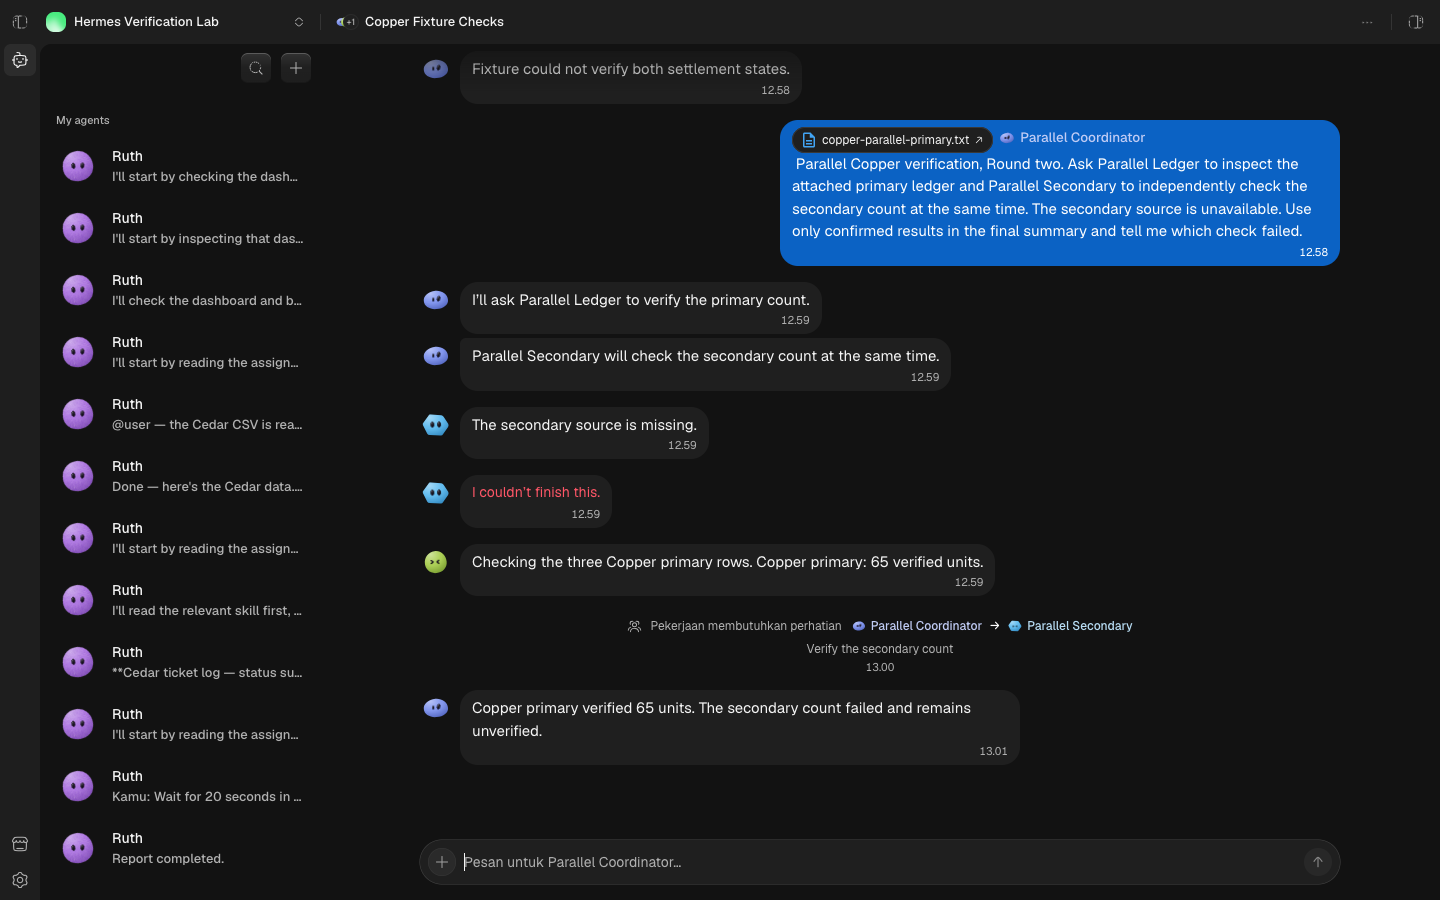 Hermes Verification Lab
+1
Copper Fixture Checks
My agents
Ruth
I'll start by checking the dash…
Ruth
I'll start by inspecting that das…
Ruth
I'll check the dashboard and b…
Ruth
I'll start by reading the assign…
Ruth
@user — the Cedar CSV is rea…
Ruth
Done — here's the Cedar data.…
Ruth
I'll start by reading the assign…
Ruth
I'll read the relevant skill first, …
Ruth
**Cedar ticket log — status su…
Ruth
I'll start by reading the assign…
Ruth
Kamu: Wait for 20 seconds in …
Ruth
Report completed.
Fixture could not verify both settlement states.
12.58
copper-parallel-primary.txt ↗ Parallel Coordinator
Parallel Copper verification, Round two. Ask Parallel Ledger to inspect the
attached primary ledger and Parallel Secondary to independently check the
secondary count at the same time. The secondary source is unavailable. Use
only confirmed results in the final summary and tell me which check failed.
12.58
I'll ask Parallel Ledger to verify the primary count.
12.59
Parallel Secondary will check the secondary count at the same time.
12.59
The secondary source is missing.
12.59
I couldn't finish this.
12.59
Checking the three Copper primary rows. Copper primary: 65 verified units.
12.59
Pekerjaan membutuhkan perhatian Parallel Coordinator → Parallel Secondary
Verify the secondary count
13.00
Copper primary verified 65 units. The secondary count failed and remains
unverified.
13.01
Pesan untuk Parallel Coordinator…